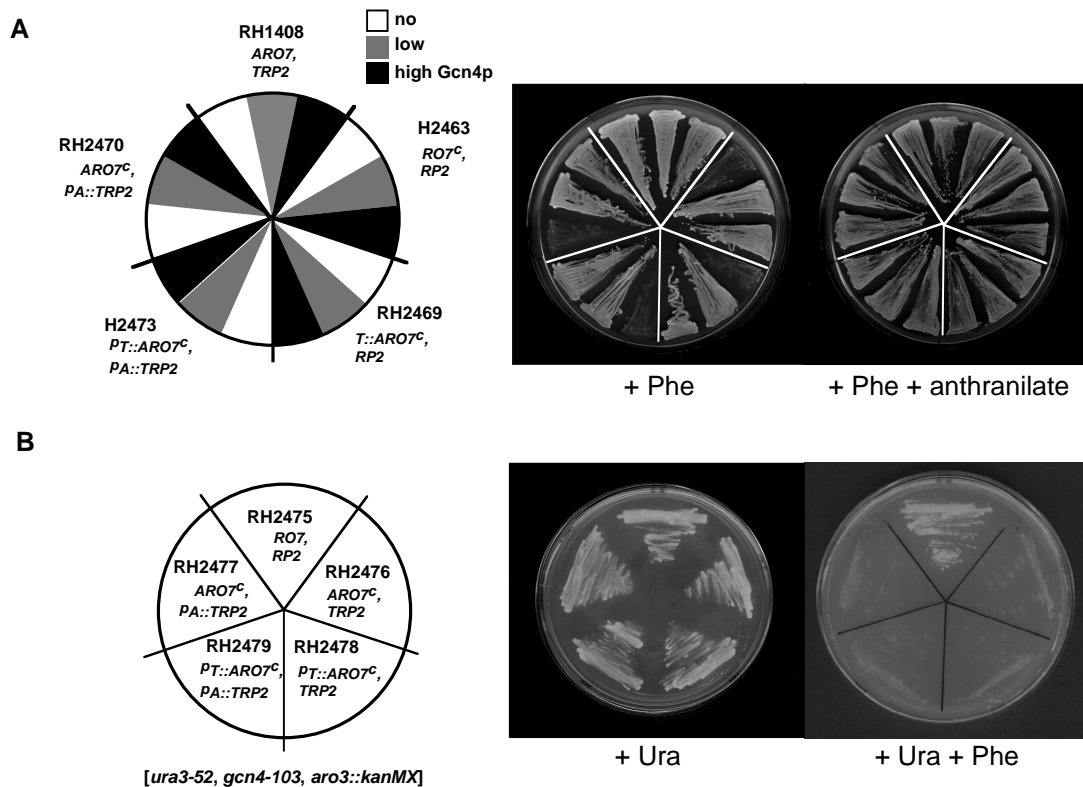 A
no
low
high Gcn4p
RH1408
ARO7,
TRP2
H2463
RO7c,
RP2
RH2470
ARO7c,
pA::TRP2
H2473
pT::ARO7c,
pA::TRP2
RH2469
T::ARO7c,
RP2
+ Phe
+ Phe + anthranilate
B
RH2475
RO7,
RP2
RH2477
ARO7c,
pA::TRP2
RH2476
ARO7c,
TRP2
RH2479
pT::ARO7c,
pA::TRP2
RH2478
pT::ARO7c,
TRP2
[ura3-52, gcn4-103, aro3::kanMX]
+ Ura
+ Ura + Phe